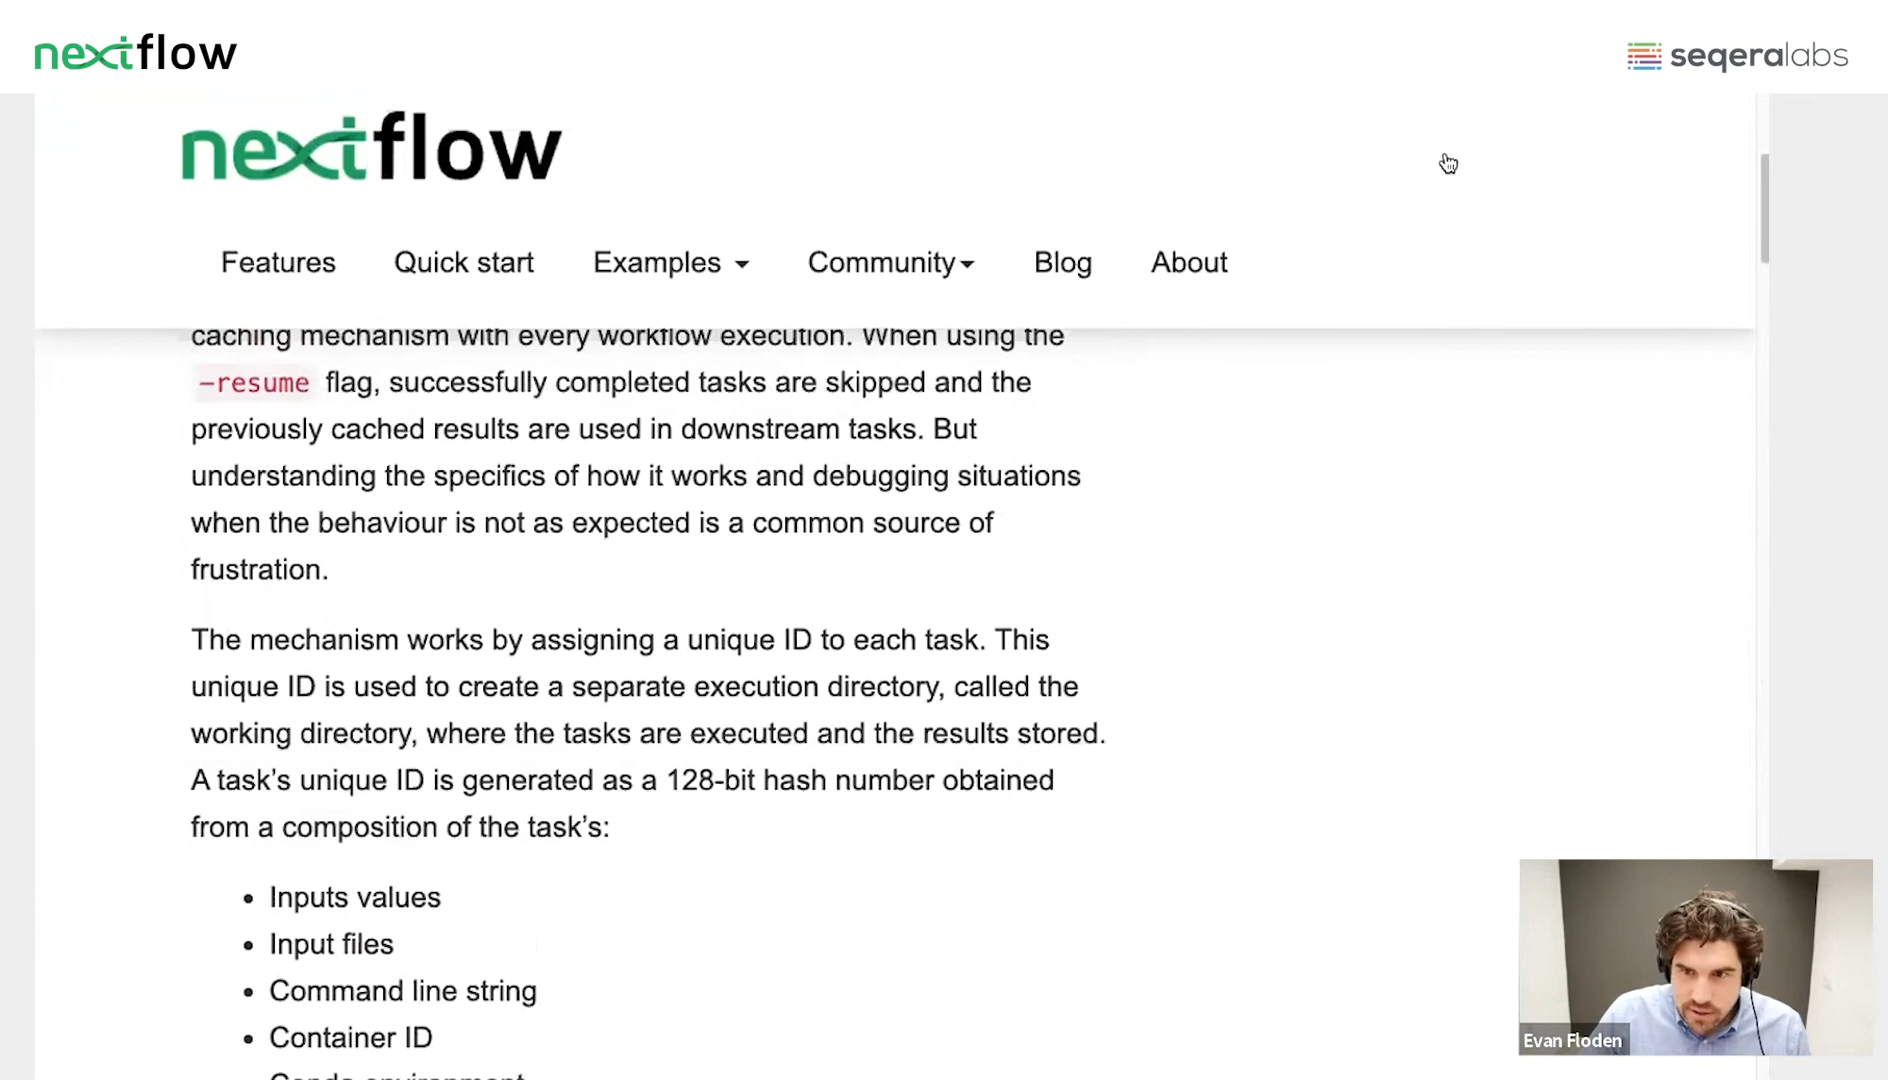 nextflow
seqeralabs
nextflow
Features Quick start Examples Community Blog About
caching mechanism with every workflow execution. When using the
-resume flag, successfully completed tasks are skipped and the
previously cached results are used in downstream tasks. But
understanding the specifics of how it works and debugging situations
when the behaviour is not as expected is a common source of
frustration.
The mechanism works by assigning a unique ID to each task. This
unique ID is used to create a separate execution directory, called the
working directory, where the tasks are executed and the results stored.
A task’s unique ID is generated as a 128-bit hash number obtained
from a composition of the task’s:
• Inputs values
• Input files
• Command line string
• Container ID
• Conda environment
Evan Floden